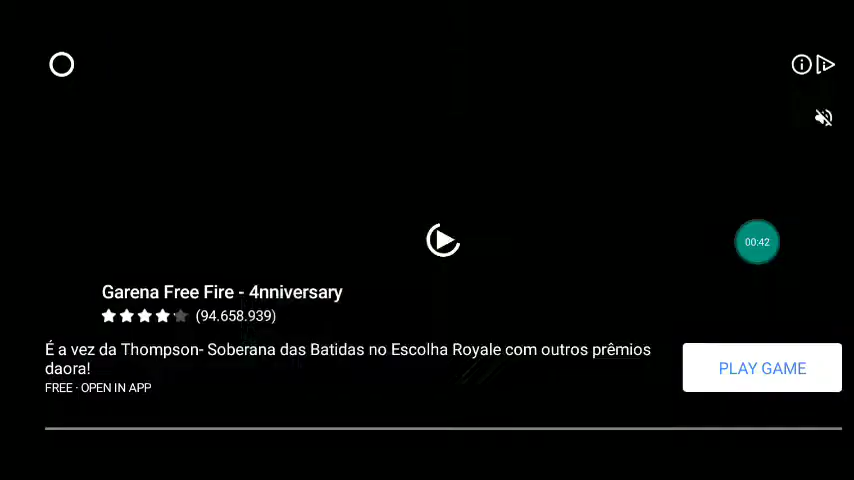 00:42
Garena Free Fire - 4nniversary
(94.658.939)
É a vez da Thompson- Soberana das Batidas no Escolha Royale com outros prêmios
daora!
FREE · OPEN IN APP
PLAY GAME